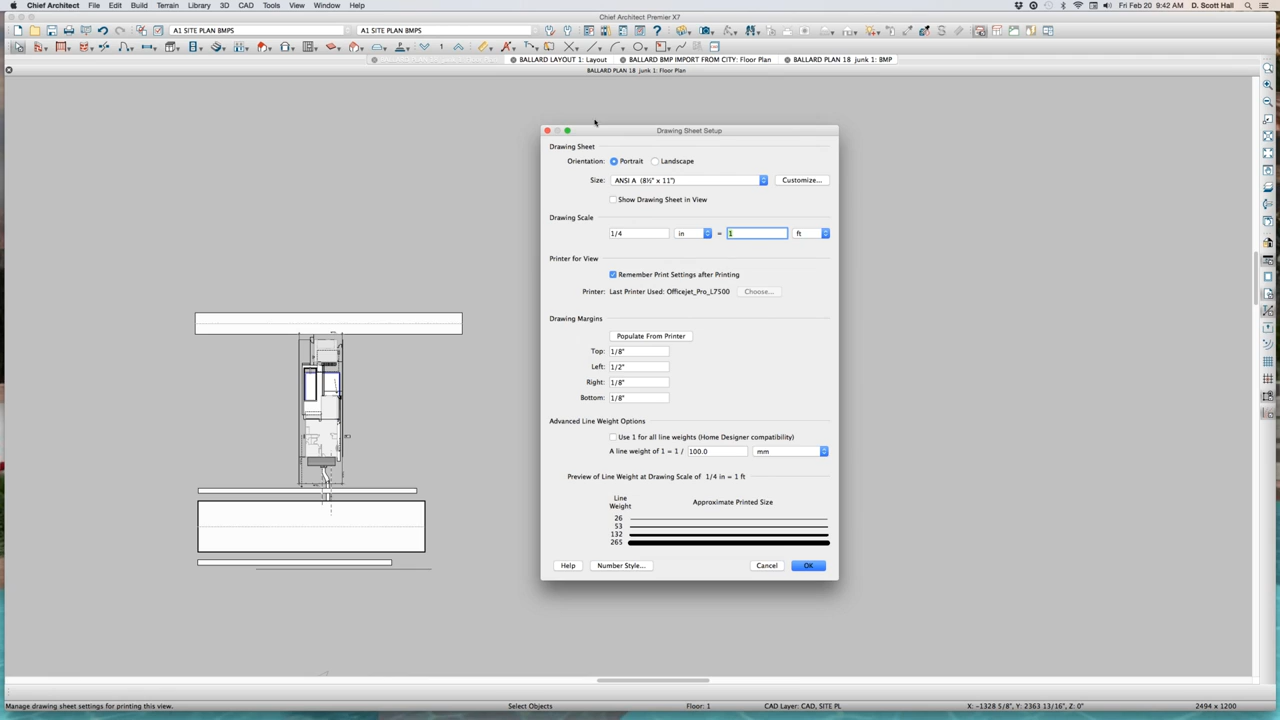 Chief Architect File Edit Build Terrain Library 3D CAD Tools View Window Help Fri Feb 20 9:42 AM D. Scott Hall
Chief Architect Premier X7
A1 SITE PLAN BMPS A1 SITE PLAN BMPS
BALLARD LAYOUT 1: Layout BALLARD BMP IMPORT FROM CITY: Floor Plan BALLARD PLAN 18 junk 1: BMP
BALLARD PLAN 18 junk 1: Floor Plan
Drawing Sheet Setup
Drawing Sheet
Orientation: Portrait Landscape
Size: ANSI A (8½" x 11") Customize...
Show Drawing Sheet in View
Drawing Scale
1/4 in = 1 ft
Printer for View
Remember Print Settings after Printing
Printer: Last Printer Used: Officejet_Pro_L7500 Choose...
Drawing Margins
Populate From Printer
Top: 1/8"
Left: 1/2"
Right: 1/8"
Bottom: 1/8"
Advanced Line Weight Options
Use 1 for all line weights (Home Designer compatibility)
A line weight of 1 = 1 / 100.0 mm
Preview of Line Weight at Drawing Scale of 1/4 in = 1 ft
Line Weight Approximate Printed Size
26
53
132
265
Help Number Style... Cancel OK
Manage drawing sheet settings for printing this view. Select Objects Floor: 1 CAD Layer: CAD, SITE PL X: -1328 5/8", Y: 2363 13/16", Z: 0" 2494 x 1200